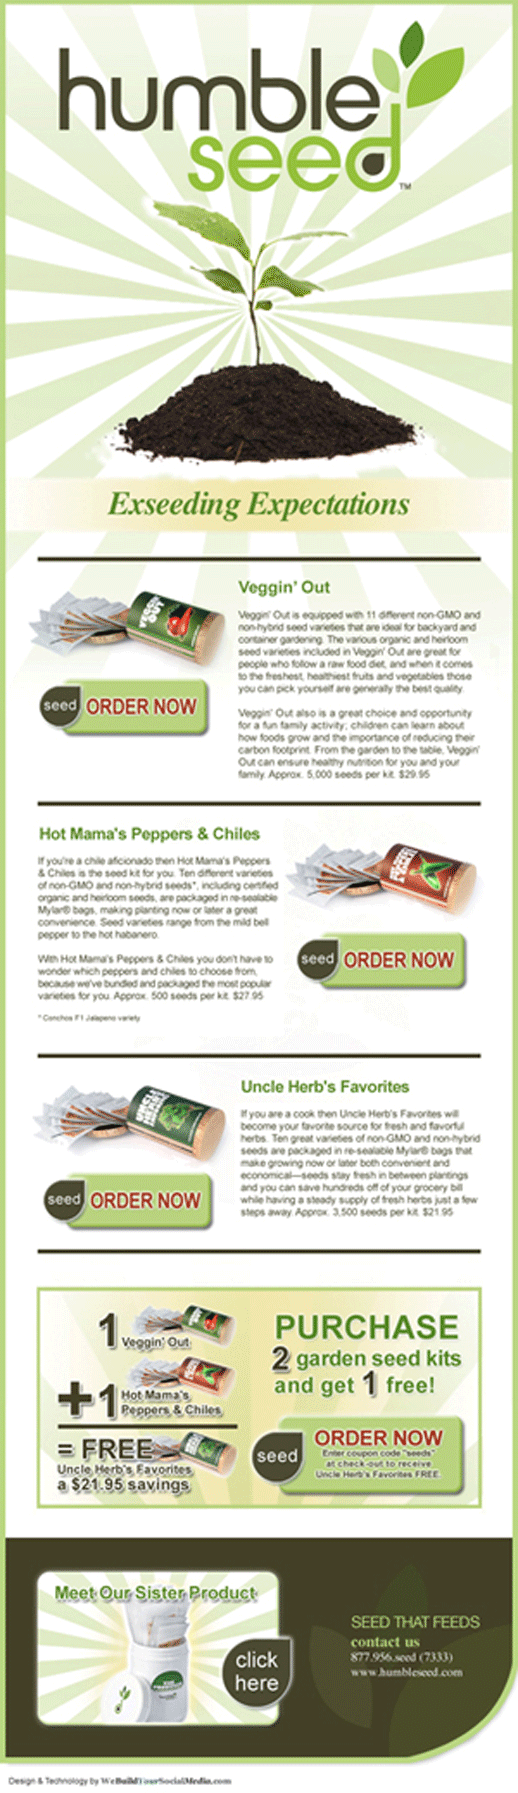 humble
seed
TM
Exseeding Expectations
Veggin' Out
Veggin' Out is equipped with 11 different non-GMO and
non-hybrid seed varieties that are ideal for backyard and
container gardening. The various organic and heirloom
seed varieties included in Veggin' Out are great for
people who follow a raw food diet, and when it comes
to the freshest, healthiest fruits and vegetables those
you can pick yourself are generally the best quality.
Veggin' Out also is a great choice and opportunity
for a fun family activity; children can learn about
how foods grow and the importance of reducing their
carbon footprint. From the garden to the table, Veggin'
Out can ensure healthy nutrition for you and your
family. Approx. 5,000 seeds per kit. $29.95
VEGGIN' OUT
seed ORDER NOW
Hot Mama's Peppers & Chiles
If you're a chile aficionado then Hot Mama's Peppers
& Chiles is the seed kit for you. Ten different varieties
of non-GMO and non-hybrid seeds*, including certified
organic and heirloom seeds, are packaged in re-sealable
Mylar® bags, making planting now or later a great
convenience. Seed varieties range from the mild bell
pepper to the hot habanero.
With Hot Mama's Peppers & Chiles you don't have to
wonder which peppers and chiles to choose from,
because we've bundled and packaged the most popular
varieties for you. Approx. 500 seeds per kit. $27.95
* Conchos F1 Jalapeno variety
seed ORDER NOW
Uncle Herb's Favorites
If you are a cook then Uncle Herb's Favorites will
become your favorite source for fresh and flavorful
herbs. Ten great varieties of non-GMO and non-hybrid
seeds are packaged in re-sealable Mylar® bags that
make growing now or later both convenient and
economical—seeds stay fresh in between plantings
and you can save hundreds off of your grocery bill
while having a steady supply of fresh herbs just a few
steps away. Approx. 3,500 seeds per kit. $21.95
seed ORDER NOW
1 Veggin' Out
+1 Hot Mama's
Peppers & Chiles
= FREE
Uncle Herb's Favorites
a $21.95 savings
PURCHASE
2 garden seed kits
and get 1 free!
seed
ORDER NOW
Enter coupon code "seeds"
at check-out to receive
Uncle Herb's Favorites FREE.
Meet Our Sister Product
click
here
SEED THAT FEEDS
contact us
877.956.seed (7333)
www.humbleseed.com
Design & Technology by WeBuildYourSocialMedia.com